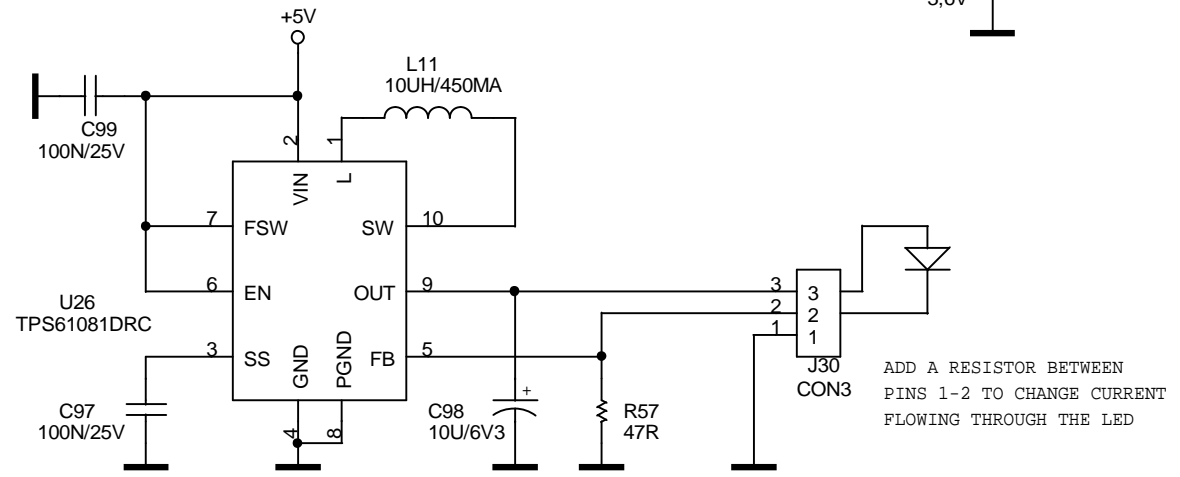 +5V
3,6V
L11
10UH/450MA
C99
100N/25V
2
1
VIN
L
7
FSW
SW
10
6
EN
OUT
9
3
3
2
2
1
1
U26
TPS61081DRC
3
SS
GND
PGND
FB
5
J30
CON3
ADD A RESISTOR BETWEEN
PINS 1-2 TO CHANGE CURRENT
FLOWING THROUGH THE LED
C97
100N/25V
4
8
+
C98
10U/6V3
R57
47R